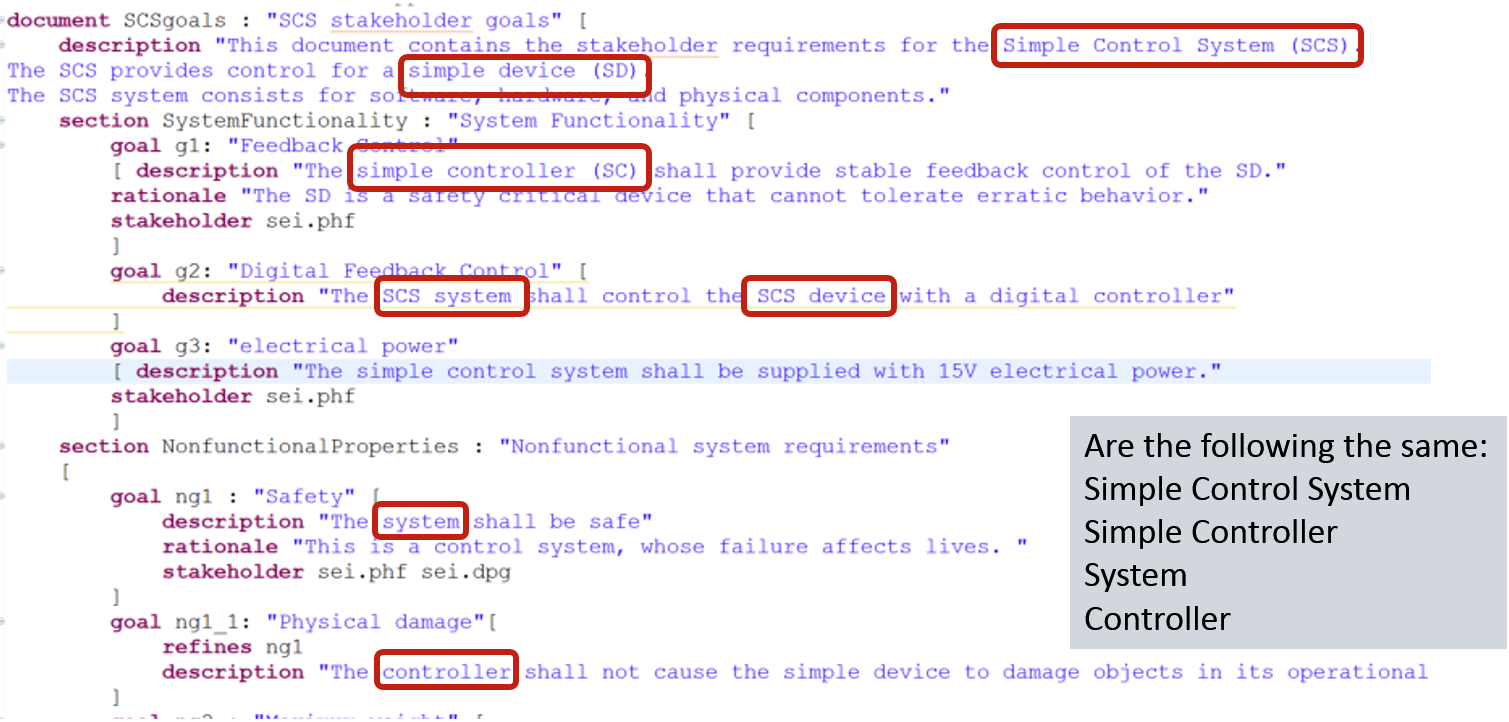 document SCSgoals : "SCS stakeholder goals" [
description "This document contains the stakeholder requirements for the Simple Control System (SCS).
The SCS provides control for a simple device (SD).
The SCS system consists for software, hardware, and physical components."
section SystemFunctionality : "System Functionality" [
goal g1: "Feedback Control"
[ description "The simple controller (SC) shall provide stable feedback control of the SD."
rationale "The SD is a safety critical device that cannot tolerate erratic behavior."
stakeholder sei.phf
]
goal g2: "Digital Feedback Control" [
description "The SCS system shall control the SCS device with a digital controller"
]
goal g3: "electrical power"
[ description "The simple control system shall be supplied with 15V electrical power."
stakeholder sei.phf
]
section NonfunctionalProperties : "Nonfunctional system requirements"
[
goal ng1 : "Safety" [
description "The system shall be safe"
rationale "This is a control system, whose failure affects lives. "
stakeholder sei.phf sei.dpg
]
goal ng1_1: "Physical damage"[
refines ng1
description "The controller shall not cause the simple device to damage objects in its operational
]
Are the following the same:
Simple Control System
Simple Controller
System
Controller